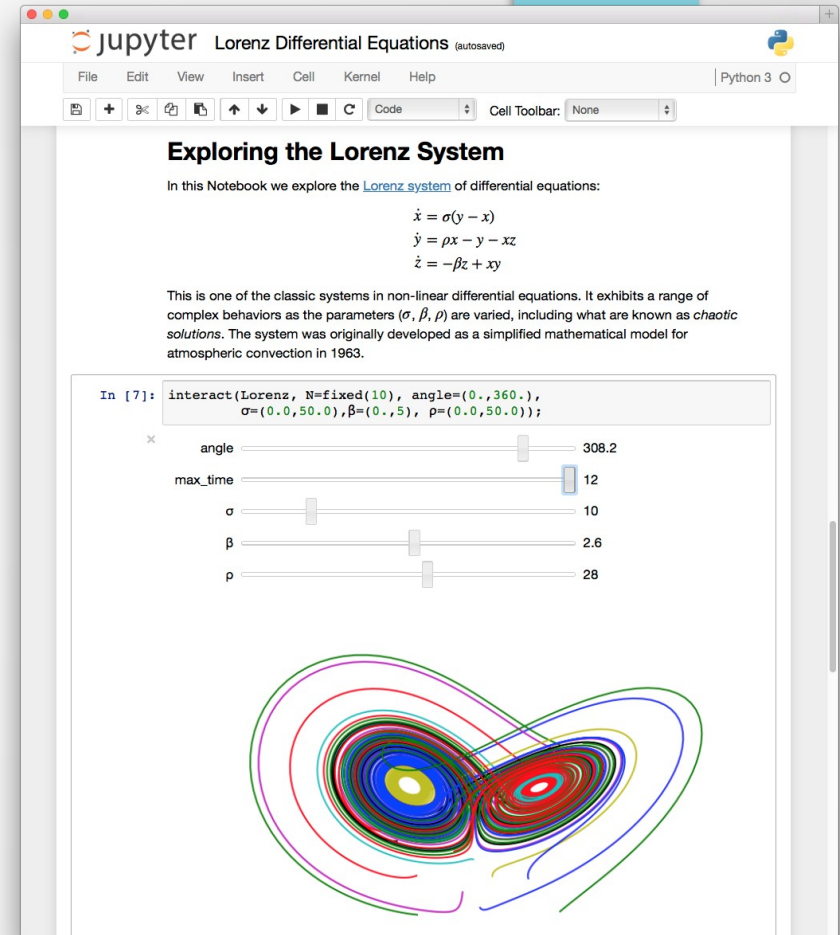 jupyter Lorenz Differential Equations (autosaved)
File Edit View Insert Cell Kernel Help Python 3
Code Cell Toolbar: None
Exploring the Lorenz System
In this Notebook we explore the Lorenz system of differential equations:
ẋ = σ(y − x)
ẏ = ρx − y − xz
ż = −βz + xy
This is one of the classic systems in non-linear differential equations. It exhibits a range of
complex behaviors as the parameters (σ, β, ρ) are varied, including what are known as chaotic
solutions. The system was originally developed as a simplified mathematical model for
atmospheric convection in 1963.
In [7]: interact(Lorenz, N=fixed(10), angle=(0.,360.),
σ=(0.0,50.0),β=(0.,5), ρ=(0.0,50.0));
angle 308.2
max_time 12
σ 10
β 2.6
ρ 28